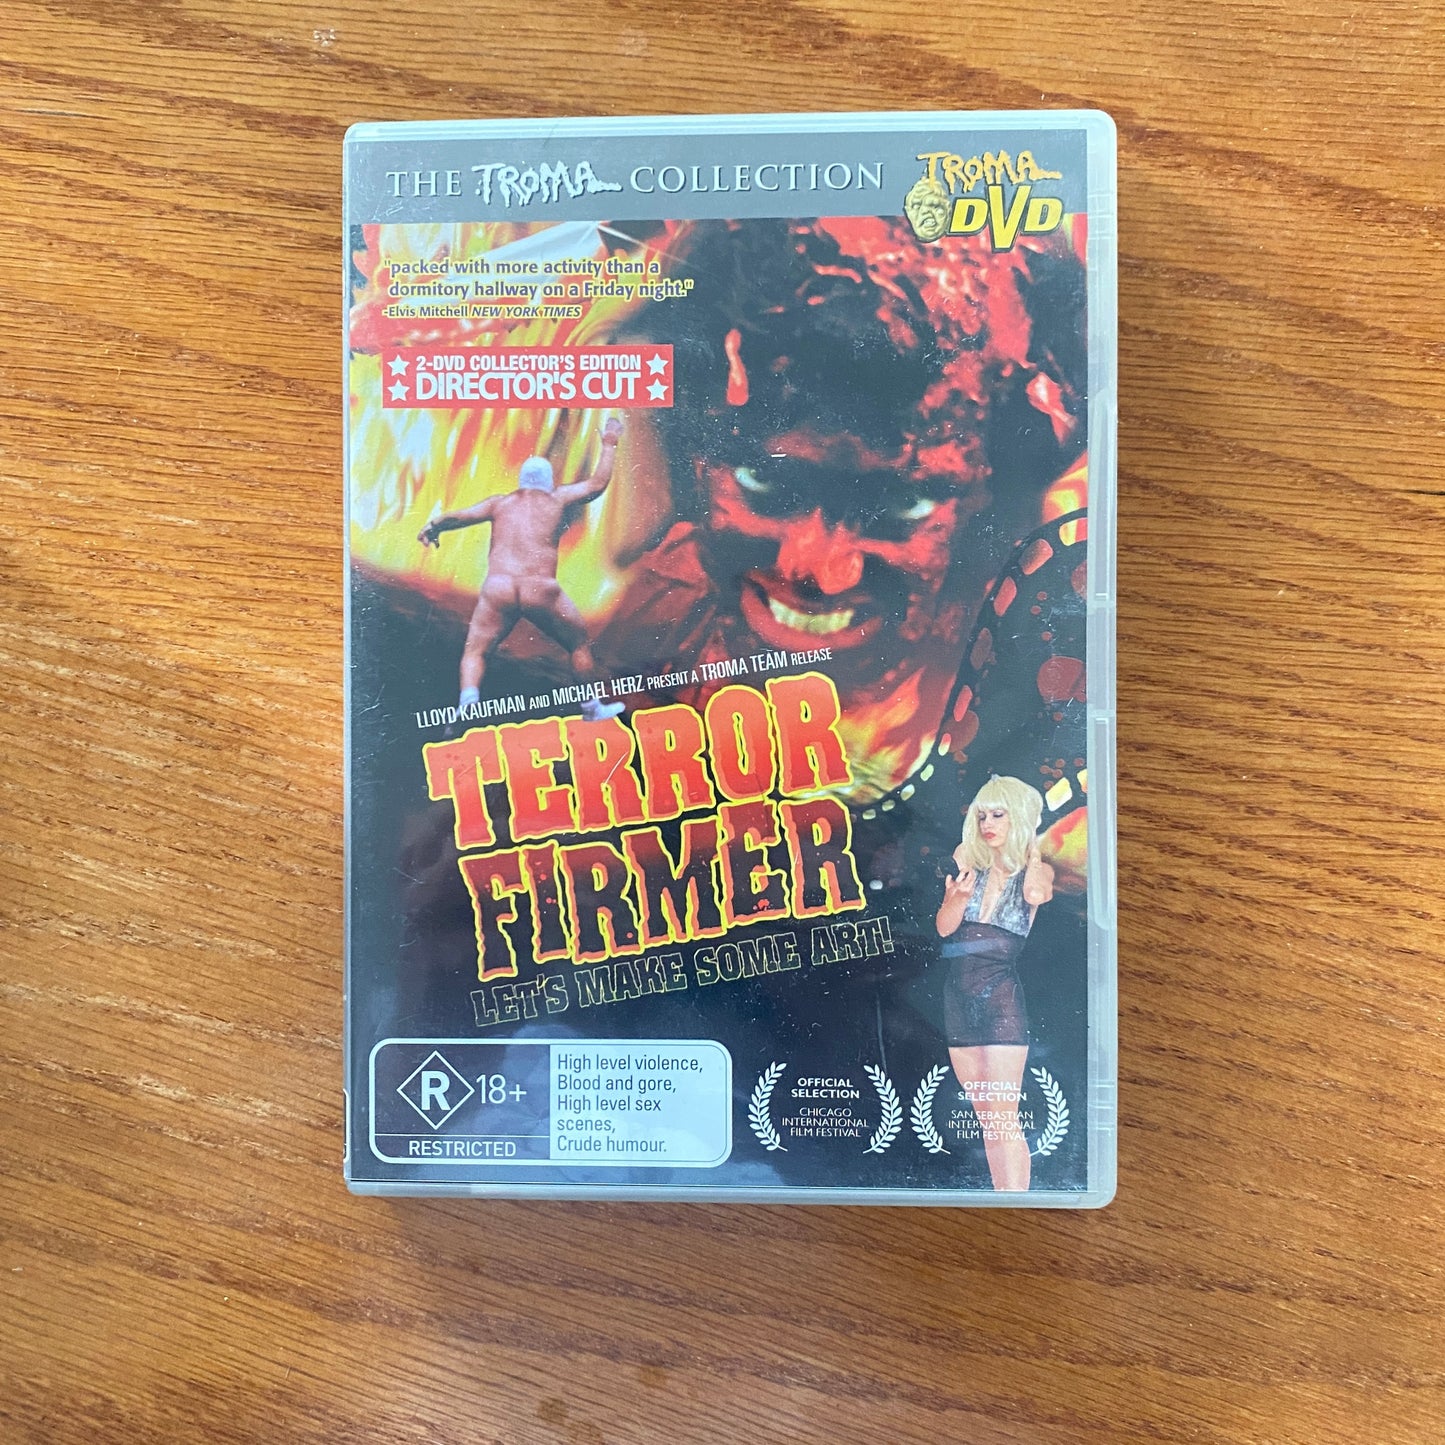 THE TROMA COLLECTION
TROMA
DVD
"packed with more activity than a
dormitory hallway on a Friday night."
-Elvis Mitchell NEW YORK TIMES
2-DVD COLLECTOR'S EDITION
DIRECTOR'S CUT
LLOYD KAUFMAN AND MICHAEL HERZ PRESENT A TROMA TEAM RELEASE
TERROR
FIRMER
LET'S MAKE SOME ART!
R 18+
RESTRICTED
High level violence,
Blood and gore,
High level sex
scenes,
Crude humour.
OFFICIAL
SELECTION
CHICAGO
INTERNATIONAL
FILM FESTIVAL
OFFICIAL
SELECTION
SAN SEBASTIAN
INTERNATIONAL
FILM FESTIVAL